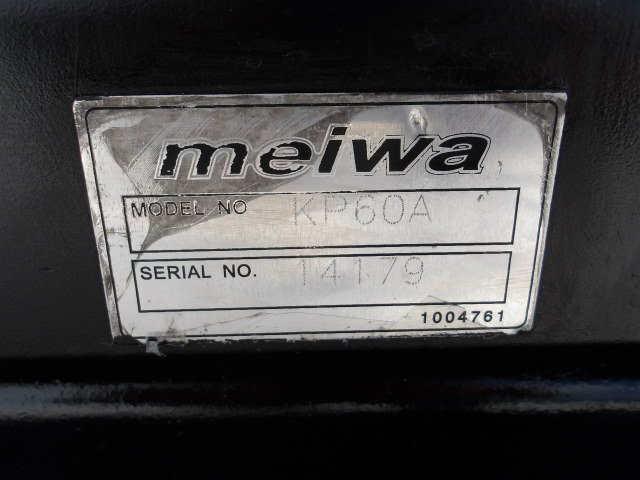 meiwa
MODEL NO KP60A
SERIAL NO. 14179
1004761